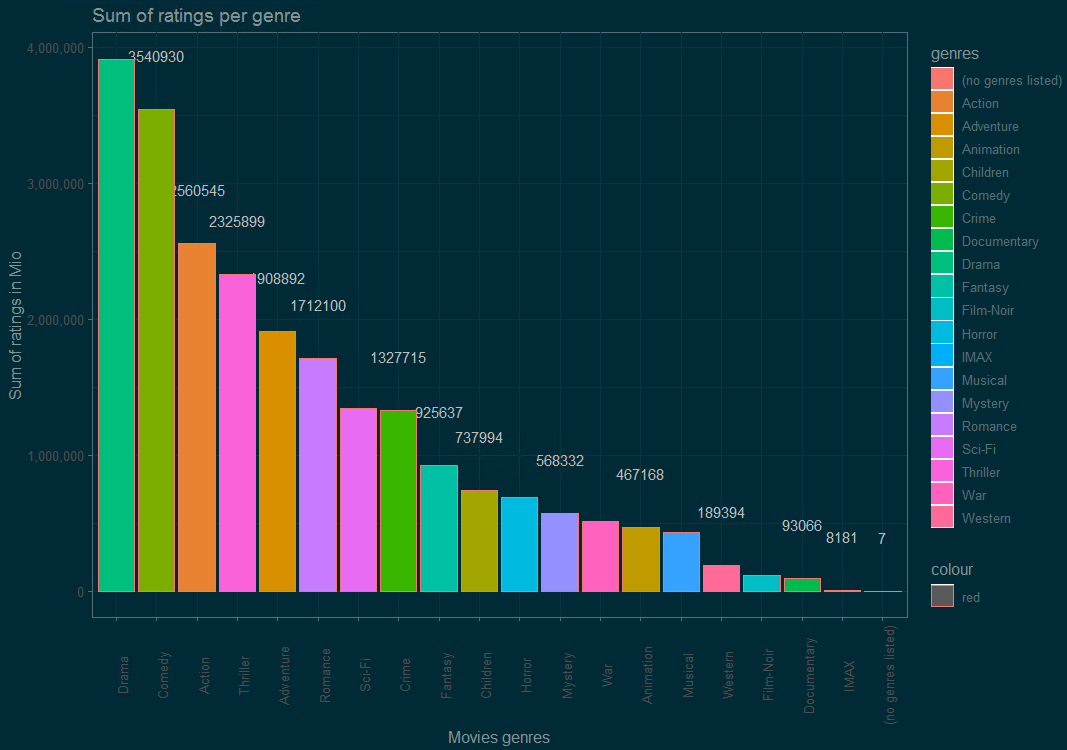 Sum of ratings per genre
Sum of ratings in Mio
4,000,000
3,000,000
2,000,000
1,000,000
0
3540930
2560545
2325899
1908892
1712100
1327715
925637
737994
568332
467168
189394
93066
8181
7
Drama
Comedy
Action
Thriller
Adventure
Romance
Sci-Fi
Crime
Fantasy
Children
Horror
Mystery
War
Animation
Musical
Western
Film-Noir
Documentary
IMAX
(no genres listed)
Movies genres
genres
(no genres listed)
Action
Adventure
Animation
Children
Comedy
Crime
Documentary
Drama
Fantasy
Film-Noir
Horror
IMAX
Musical
Mystery
Romance
Sci-Fi
Thriller
War
Western
colour
red